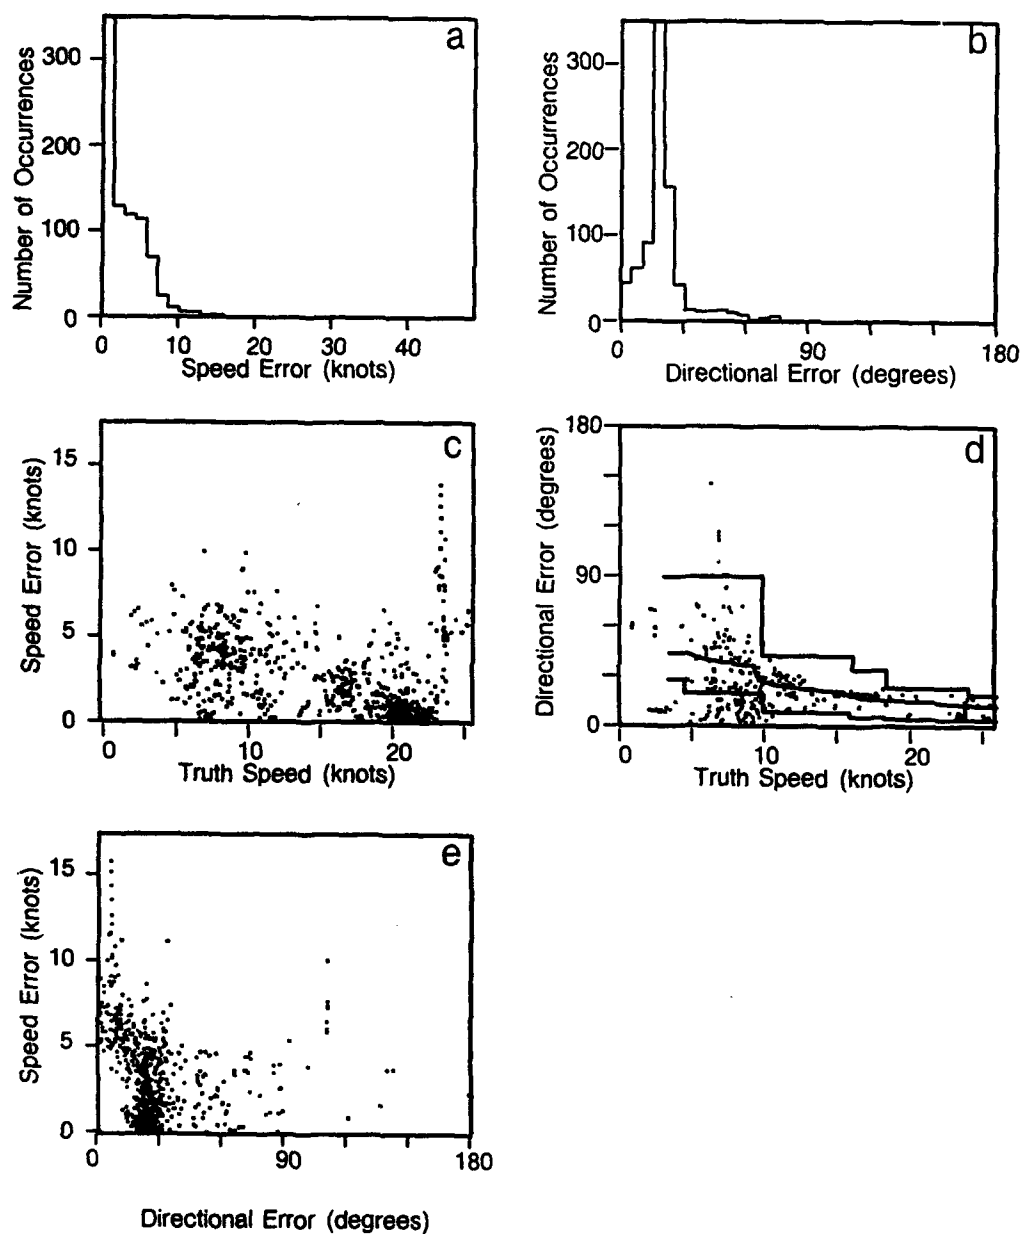 a
Number of Occurrences
300
200
100
0
0 10 20 30 40
Speed Error (knots)
b
Number of Occurrences
300
200
100
0
0 90 180
Directional Error (degrees)
c
Speed Error (knots)
15
10
5
0
0 10 20
Truth Speed (knots)
d
Directional Error (degrees)
180
90
0
0 10 20
Truth Speed (knots)
e
Speed Error (knots)
15
10
5
0
0 90 180
Directional Error (degrees)